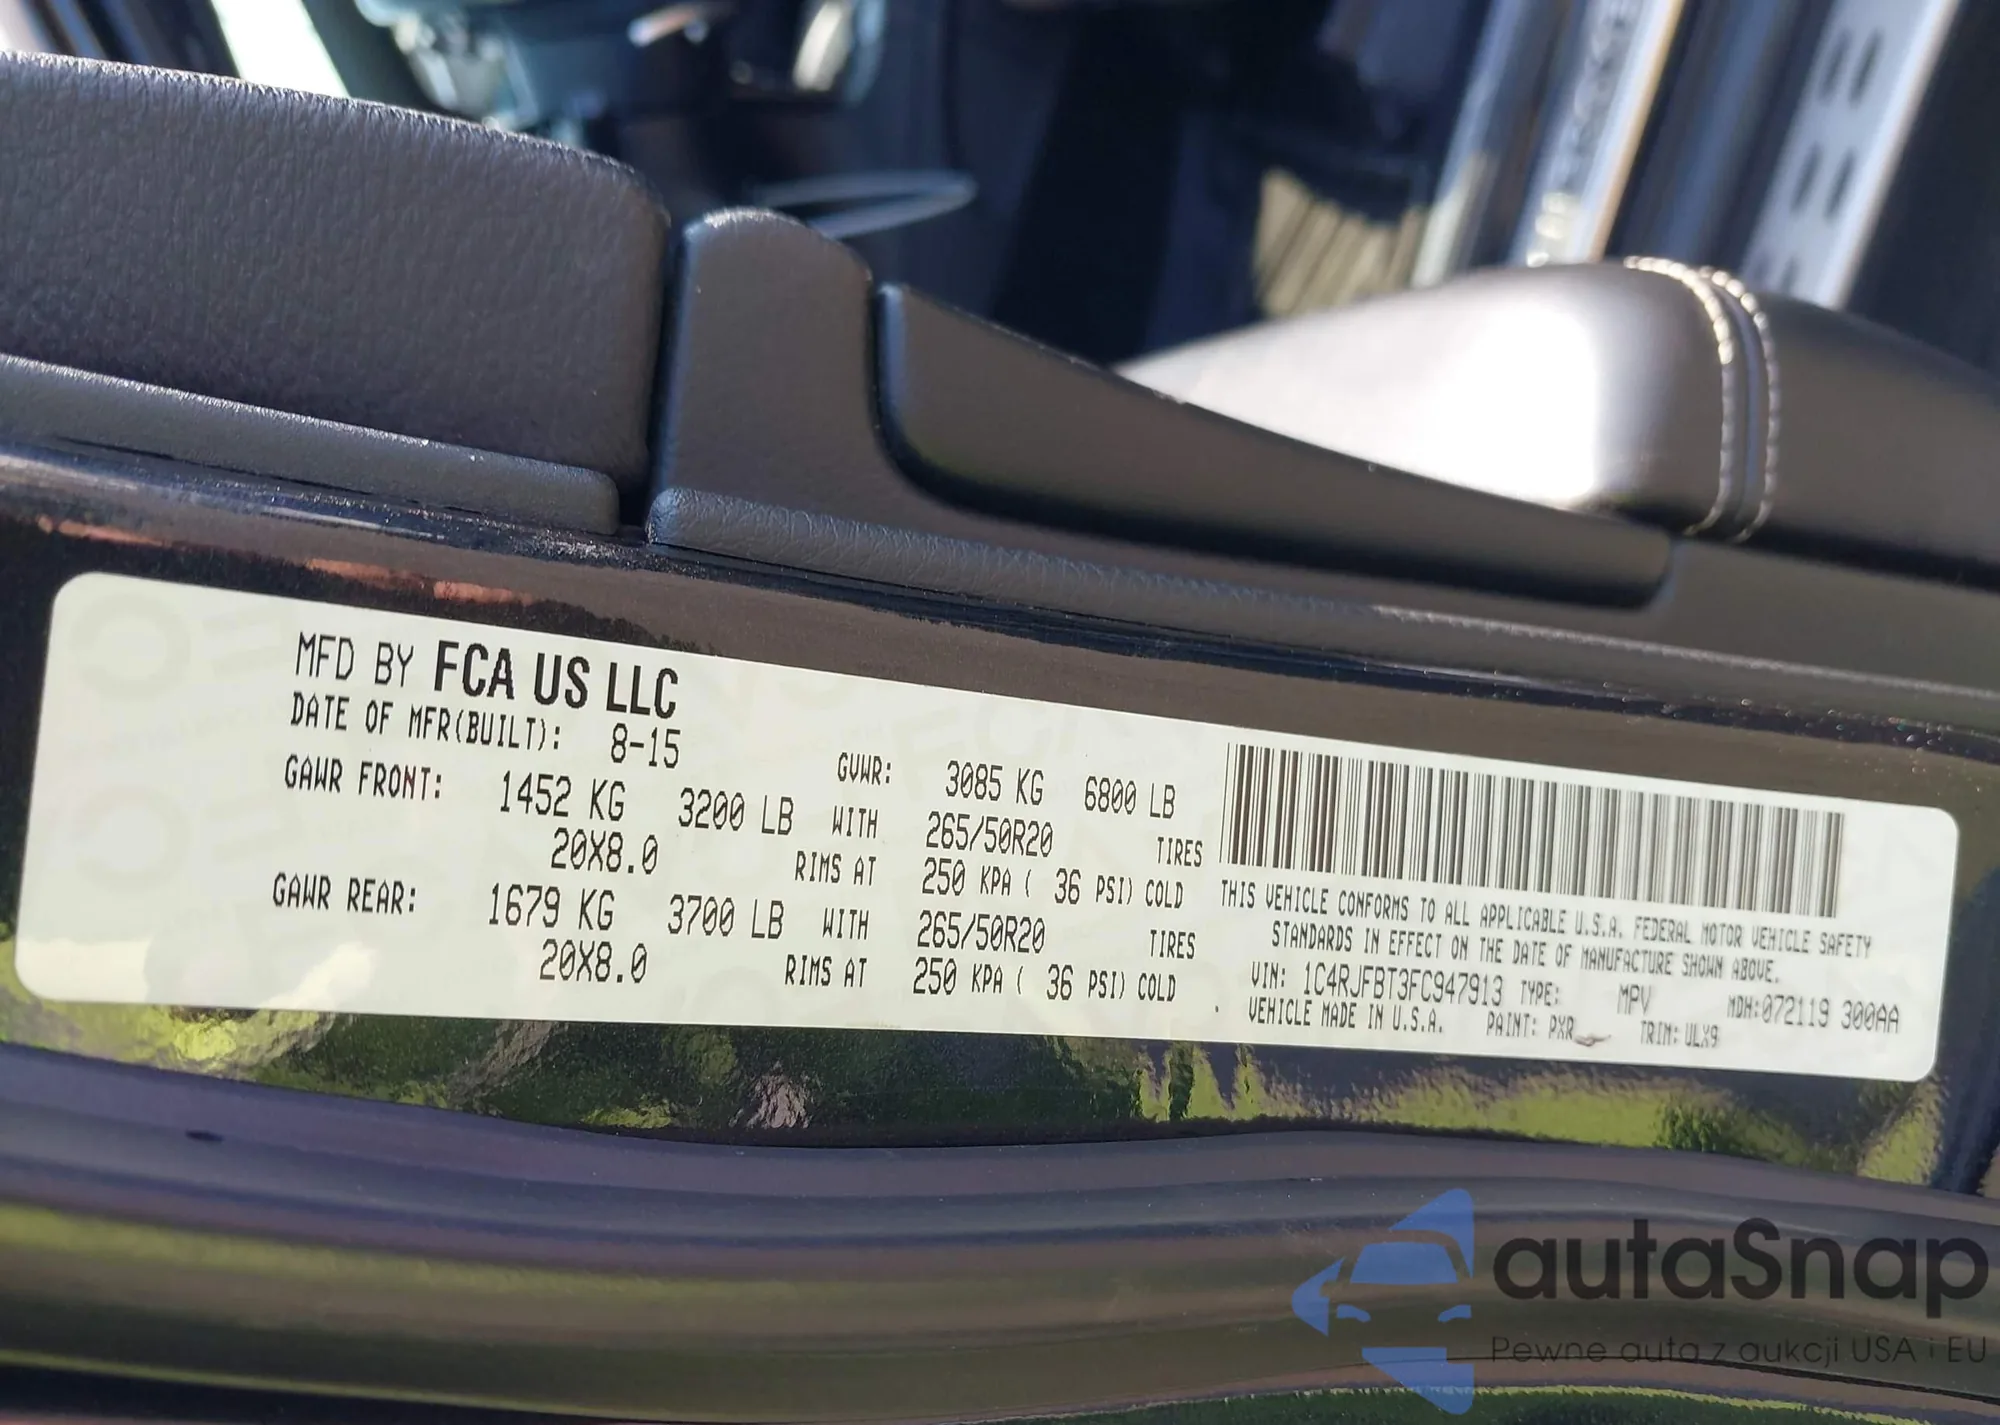 MFD BY FCA US LLC
DATE OF MFR(BUILT): 8-15
GVWR: 3085 KG 6800 LB
GAWR FRONT: 1452 KG 3200 LB WITH 265/50R20 TIRES
20X8.0 RIMS AT 250 KPA ( 36 PSI) COLD
GAWR REAR: 1679 KG 3700 LB WITH 265/50R20 TIRES
20X8.0 RIMS AT 250 KPA ( 36 PSI) COLD
THIS VEHICLE CONFORMS TO ALL APPLICABLE U.S.A. FEDERAL MOTOR VEHICLE SAFETY
STANDARDS IN EFFECT ON THE DATE OF MANUFACTURE SHOWN ABOVE.
VIN: 1C4RJFBT3FC947913 TYPE: MPV MDH:072119 300AA
VEHICLE MADE IN U.S.A. PAINT: PXR TRIM: ULX9
autaSnap
Pewne auta z aukcji USA i EU